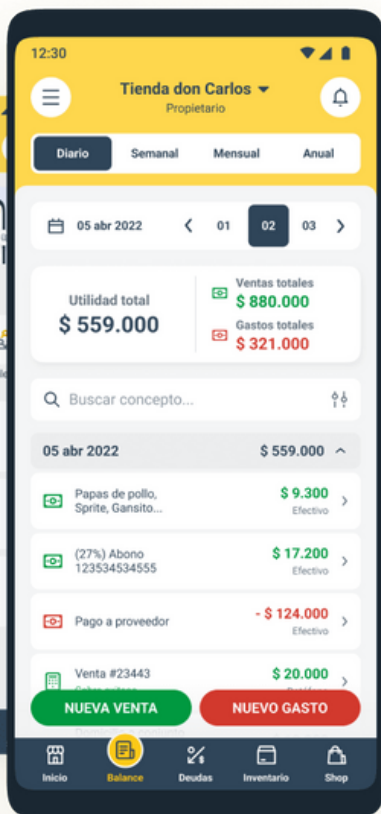 12:30
Tienda don Carlos
Propietario
Diario Semanal Mensual Anual
05 abr 2022 01 02 03
Utilidad total
$ 559.000
Ventas totales
$ 880.000
Gastos totales
$ 321.000
Buscar concepto...
05 abr 2022 $ 559.000
Papas de pollo,
Sprite, Gansito...
$ 9.300
Efectivo
(27%) Abono
123534534555
$ 17.200
Efectivo
Pago a proveedor
- $ 124.000
Efectivo
Venta #23443
$ 20.000
NUEVA VENTA NUEVO GASTO
Inicio Balance Deudas Inventario Shop